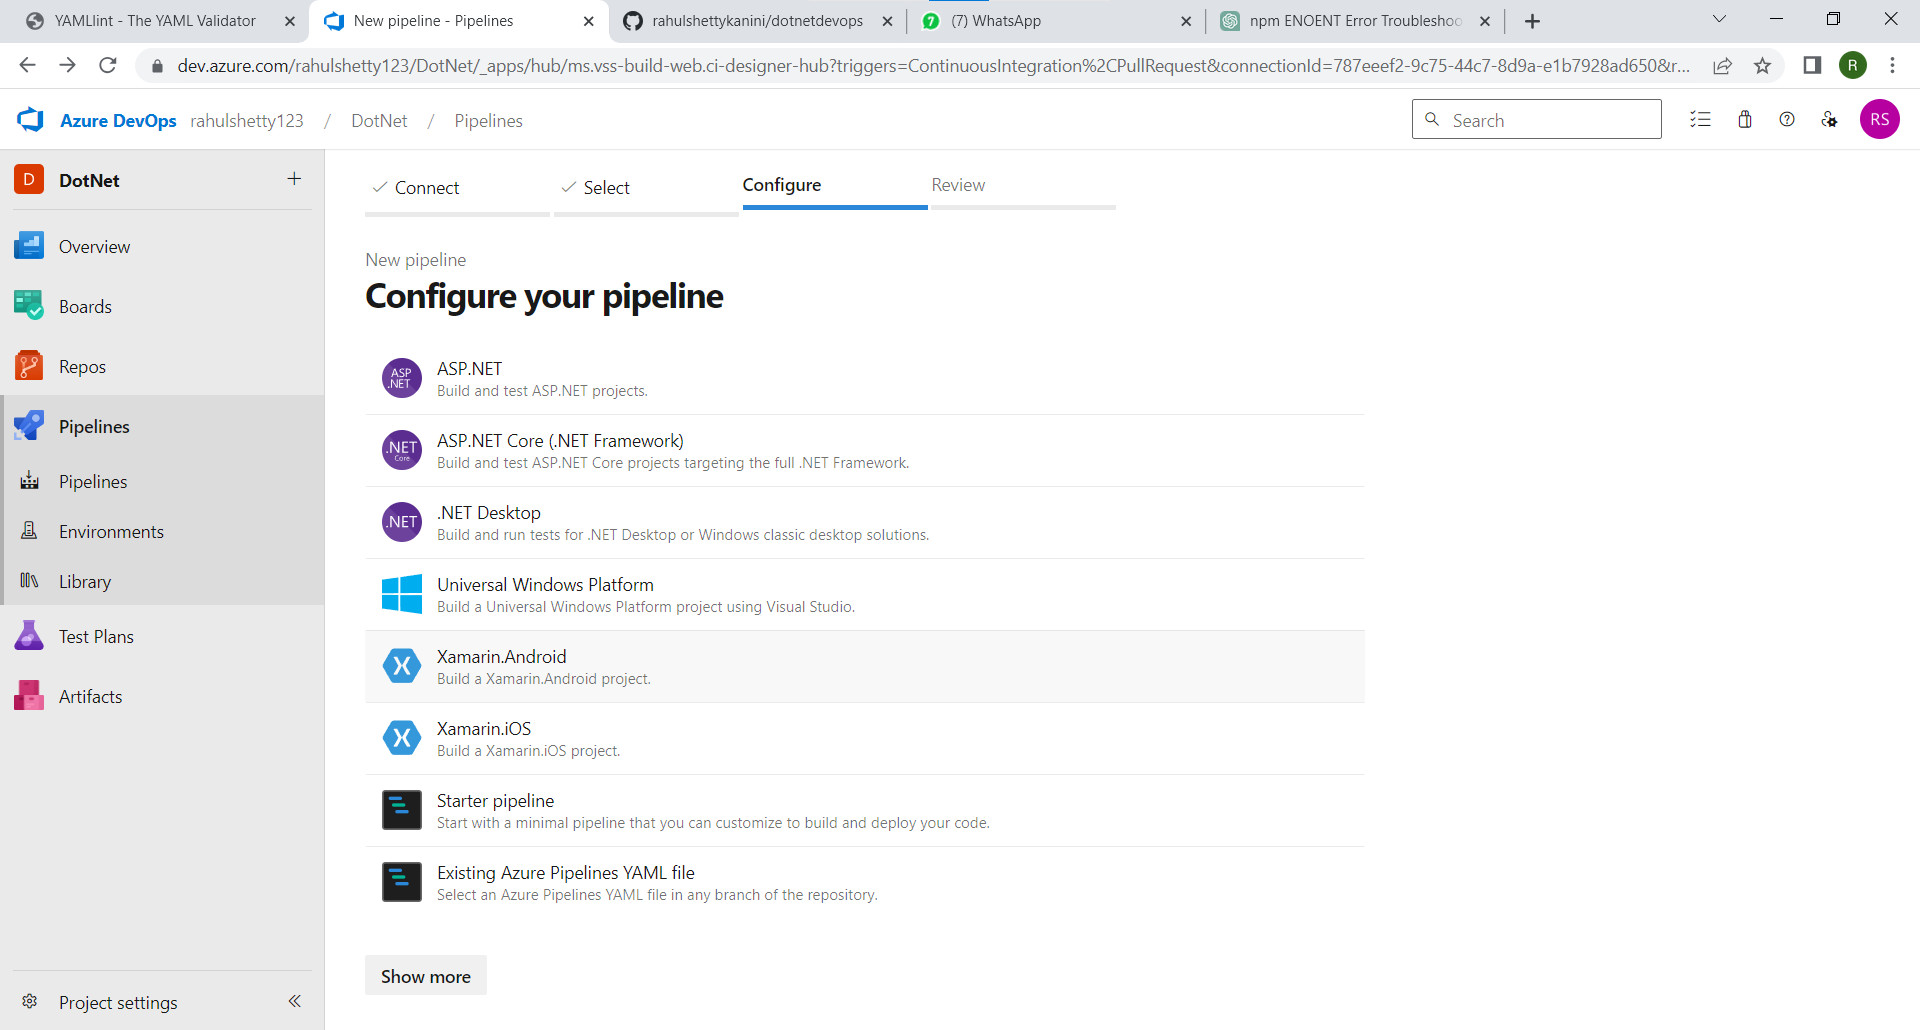 YAMLlint - The YAML Validator
New pipeline - Pipelines
rahulshettykanini/dotnetdevops
7
(7) WhatsApp
npm ENOENT Error Troubleshoo
dev.azure.com/rahulshetty123/DotNet/_apps/hub/ms.vss-build-web.ci-designer-hub?triggers=ContinuousIntegration%2CPullRequest&connectionId=787eeef2-9c75-44c7-8d9a-e1b7928ad650&r...
R
Azure DevOps
rahulshetty123 / DotNet / Pipelines
Search
RS
D
DotNet
Overview
Boards
Repos
Pipelines
Pipelines
Environments
Library
Test Plans
Artifacts
Project settings
Connect
Select
Configure
Review
New pipeline
Configure your pipeline
ASP
.NET
ASP.NET
Build and test ASP.NET projects.
.NET
Core
ASP.NET Core (.NET Framework)
Build and test ASP.NET Core projects targeting the full .NET Framework.
.NET
.NET Desktop
Build and run tests for .NET Desktop or Windows classic desktop solutions.
Universal Windows Platform
Build a Universal Windows Platform project using Visual Studio.
Xamarin.Android
Build a Xamarin.Android project.
Xamarin.iOS
Build a Xamarin.iOS project.
Starter pipeline
Start with a minimal pipeline that you can customize to build and deploy your code.
Existing Azure Pipelines YAML file
Select an Azure Pipelines YAML file in any branch of the repository.
Show more